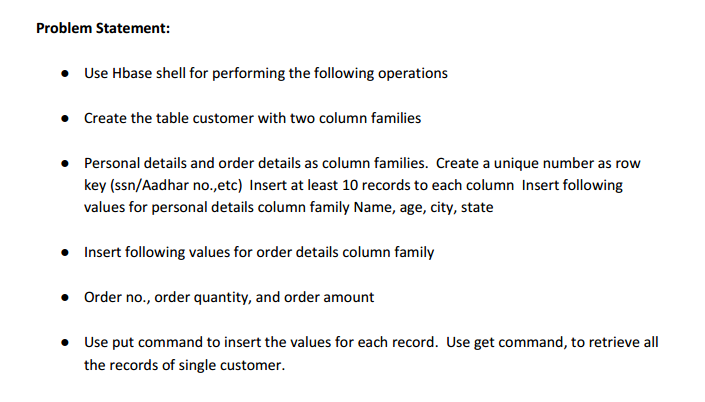 Problem Statement:
● Use Hbase shell for performing the following operations
● Create the table customer with two column families
● Personal details and order details as column families.  Create a unique number as row
key (ssn/Aadhar no.,etc)  Insert at least 10 records to each column  Insert following
values for personal details column family Name, age, city, state
● Insert following values for order details column family
● Order no., order quantity, and order amount
● Use put command to insert the values for each record.  Use get command, to retrieve all
the records of single customer.